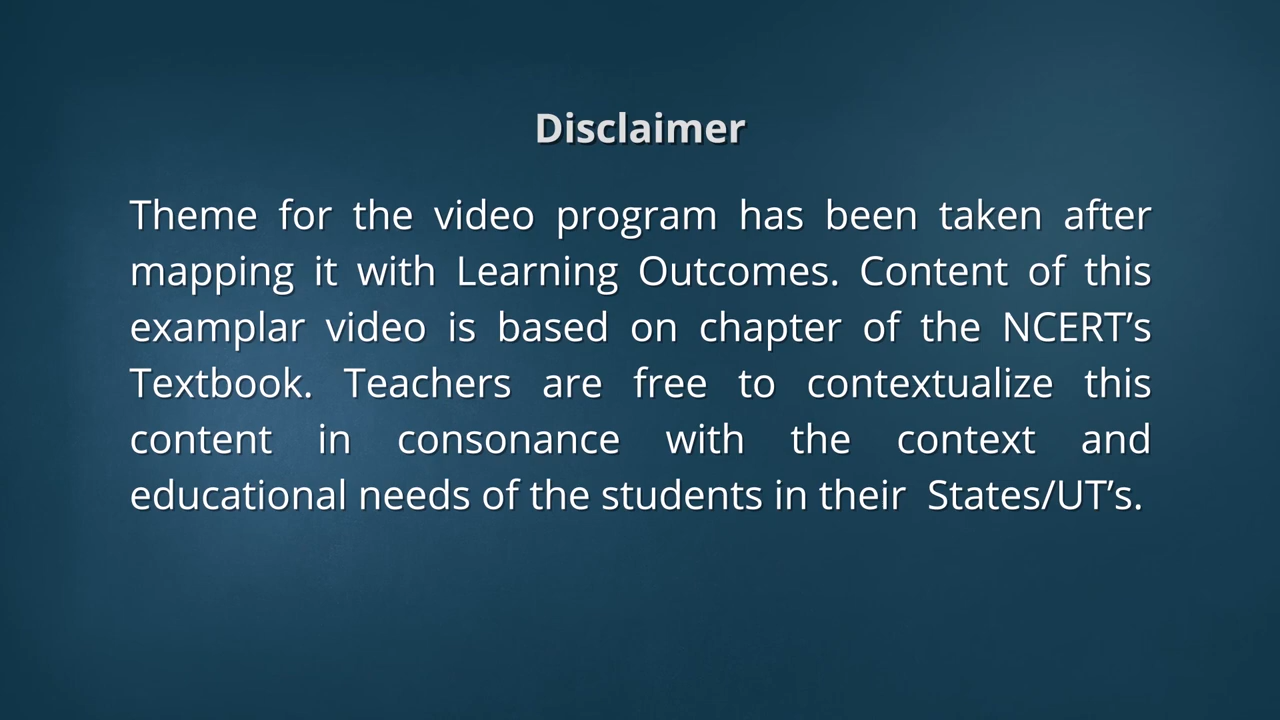 Disclaimer
Theme for the video program has been taken after
mapping it with Learning Outcomes. Content of this
examplar video is based on chapter of the NCERT’s
Textbook. Teachers are free to contextualize this
content in consonance with the context and
educational needs of the students in their States/UT’s.